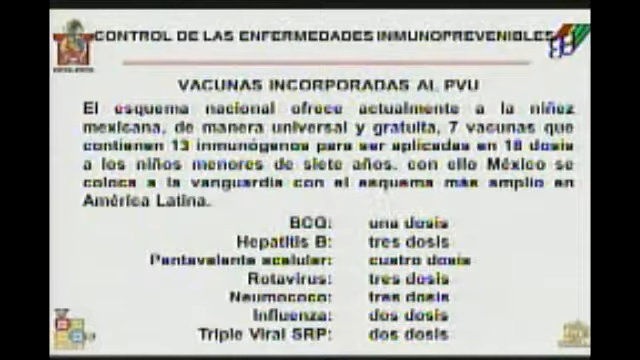 CONTROL DE LAS ENFERMEDADES INMUNOPREVENIBLES
VACUNAS INCORPORADAS AL PVU
El esquema nacional ofrece actualmente a la niñez
mexicana, de manera universal y gratuita, 7 vacunas que
contienen 13 inmunógenos para ser aplicadas en 18 dosis
a los niños menores de siete años, con ello México se
coloca a la vanguardia con el esquema más amplio en
América Latina.
BCG: una dosis
Hepatitis B: tres dosis
Pentavalente acelular: cuatro dosis
Rotavirus: tres dosis
Neumococo: tres dosis
Influenza: dos dosis
Triple Viral SRP: dos dosis